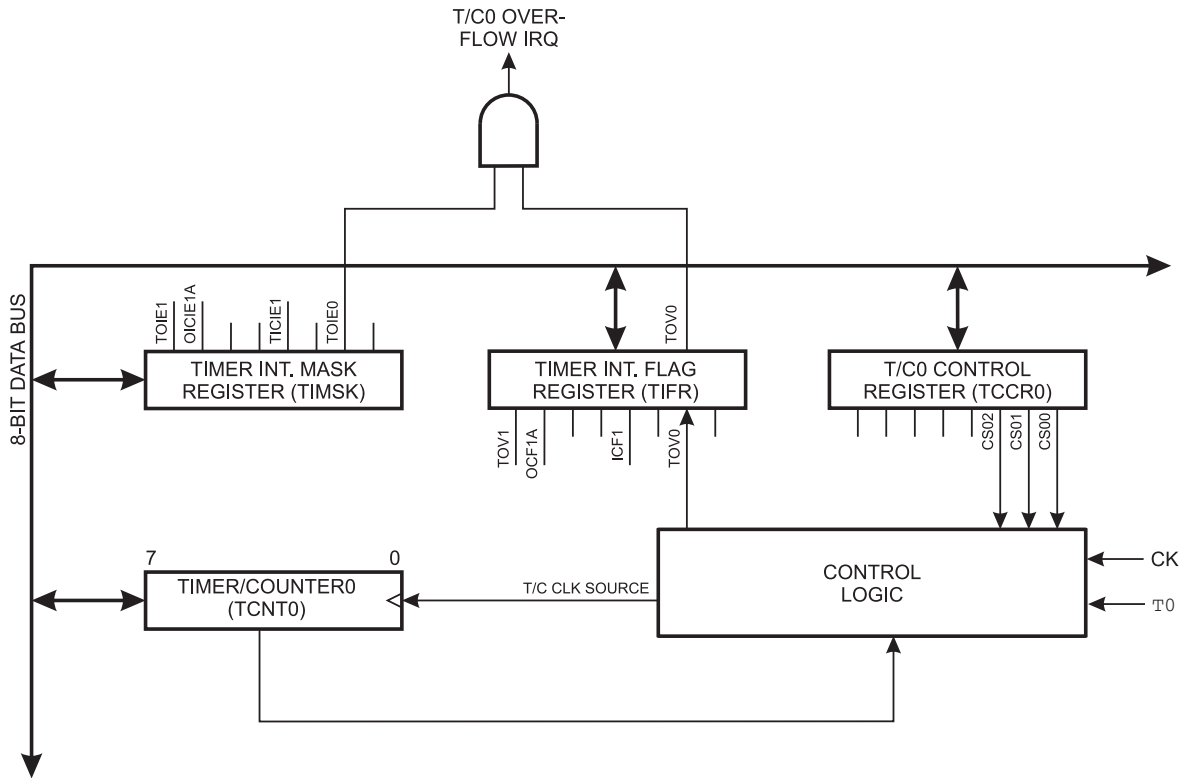 T/C0 OVER-
FLOW IRQ
8-BIT DATA BUS
TOIE1
OICIE1A
TICIE1
TOIE0
TOV0
TIMER INT. MASK
REGISTER (TIMSK)
TIMER INT. FLAG
REGISTER (TIFR)
T/C0 CONTROL
REGISTER (TCCR0)
TOV1
OCF1A
ICF1
TOV0
CS02
CS01
CS00
7
0
TIMER/COUNTER0
(TCNT0)
T/C CLK SOURCE
CONTROL
LOGIC
CK
T0